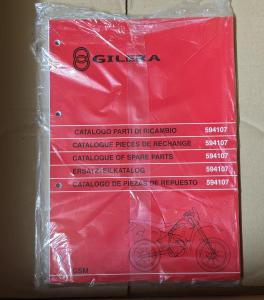 GILERA
CATALOGO PARTI DI RICAMBIO 594107
CATALOGUE PIECES DE RECHANGE 594107
CATALOGUE OF SPARE PARTS 594107
ERSATZTEILKATALOG 594107
CATALOGO DE PIEZAS DE REPUESTO 594107
GSM